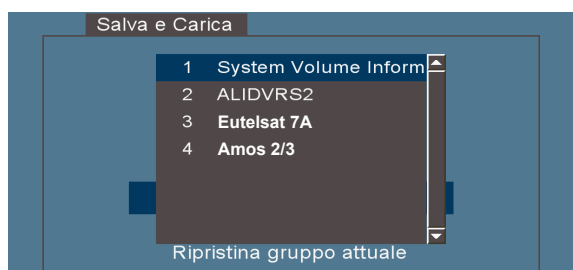 Salva e Carica
1 System Volume Inform
2 ALIDVRS2
3 Eutelsat 7A
4 Amos 2/3
Ripristina gruppo attuale